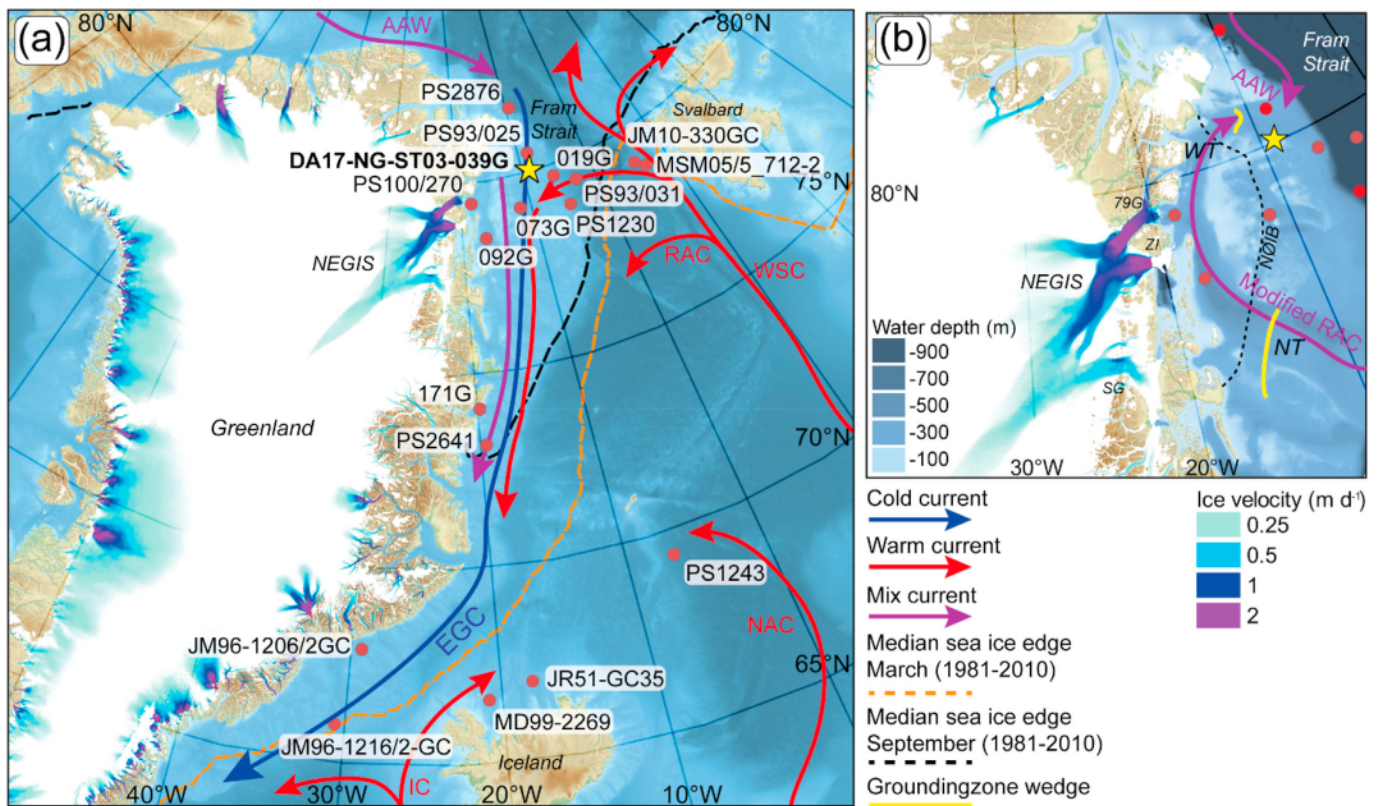 (a)
80°N
AAW
80°N
PS2876
Fram
Strait
Svalbard
PS93/025
JM10-330GC
DA17-NG-ST03-039G
019G
MSM05/5_712-2
PS100/270
75°N
PS93/031
073G
PS1230
092G
NEGIS
RAC
WSC
171G
Greenland
PS2641
70°N
PS1243
EGC
NAC
JM96-1206/2GC
65°N
JR51-GC35
MD99-2269
JM96-1216/2-GC
Iceland
IC
40°W
30°W
20°W
10°W
(b)
Fram
Strait
AAW
WT
80°N
79G
ZI
NØIB
NEGIS
Modified RAC
NT
SG
Water depth (m)
-900
-700
-500
-300
-100
30°W
20°W
Cold current
Warm current
Mix current
Median sea ice edge
March (1981-2010)
Median sea ice edge
September (1981-2010)
Groundingzone wedge
Ice velocity (m d⁻¹)
0.25
0.5
1
2